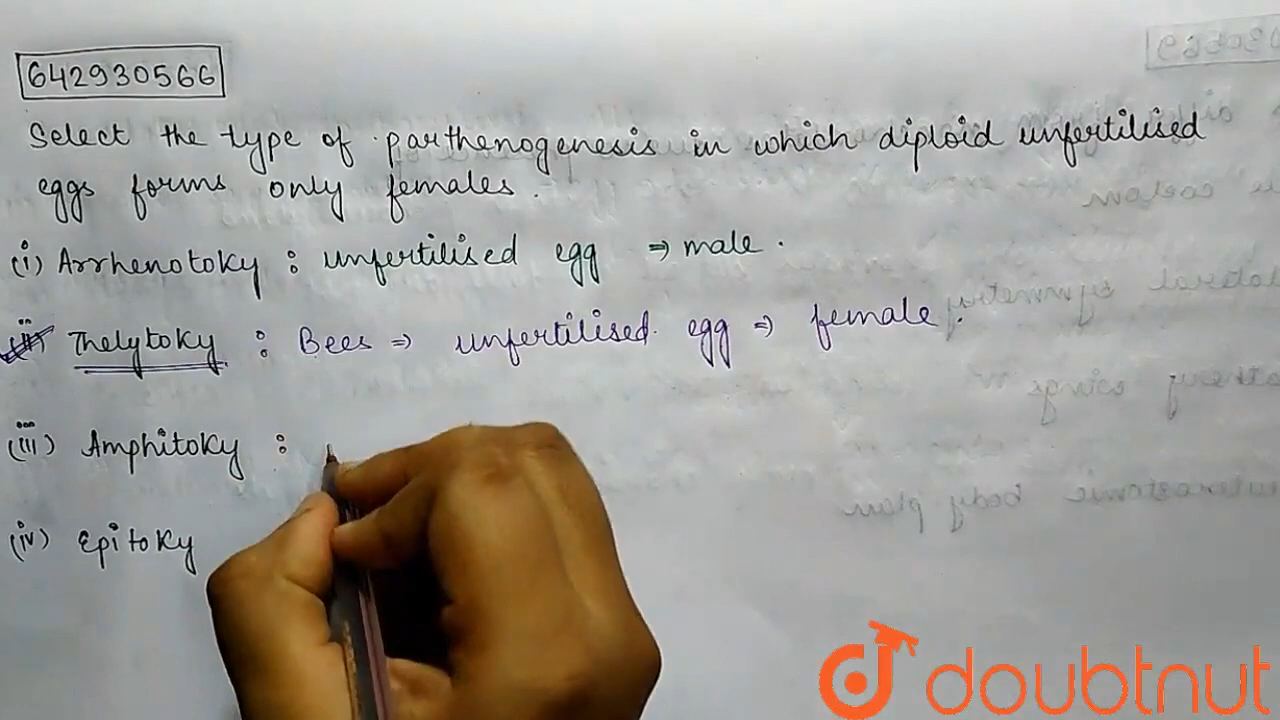 642930566
Select the type of parthenogenesis in which diploid unfertilised
eggs forms only females.
(i) Arrhenotoky : unfertilised egg ⇒ male.
(ii) Thelytoky : Bees ⇒ unfertilised egg ⇒ female.
(iii) Amphitoky :
(iv) Epitoky
doubtnut